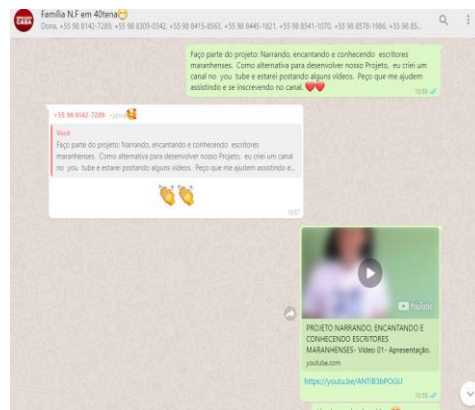 Família N.F em 40tena😷
Dona, +55 98 8142-7289, +55 98 8309-0342, +55 98 8415-8563, +55 98 8445-1821, +55 98 8541-1070, +55 98 8578-1986, +55 98 85...
Faço parte do projeto: Narrando, encantando e conhecendo escritores
maranhenses. Como alternativa para desenvolver nosso Projeto, eu criei um
canal no you tube e estarei postando alguns vídeos. Peço que me ajudem
assistindo e se inscrevendo no canal. ❤️❤️
10:56
+55 98 8142-7289
Você
Faço parte do projeto: Narrando, encantando e conhecendo escritores
maranhenses. Como alternativa para desenvolver nosso Projeto, eu criei um canal
no you tube e estarei postando alguns vídeos. Peço que me ajudem assistindo e...
👏👏
10:57
YouTube
PROJETO NARRANDO, ENCANTANDO E
CONHECENDO ESCRITORES
MARANHENSES- Vídeo 01- Apresentação.
youtube.com
https://youtu.be/ANTiB3bPOGU
10:58